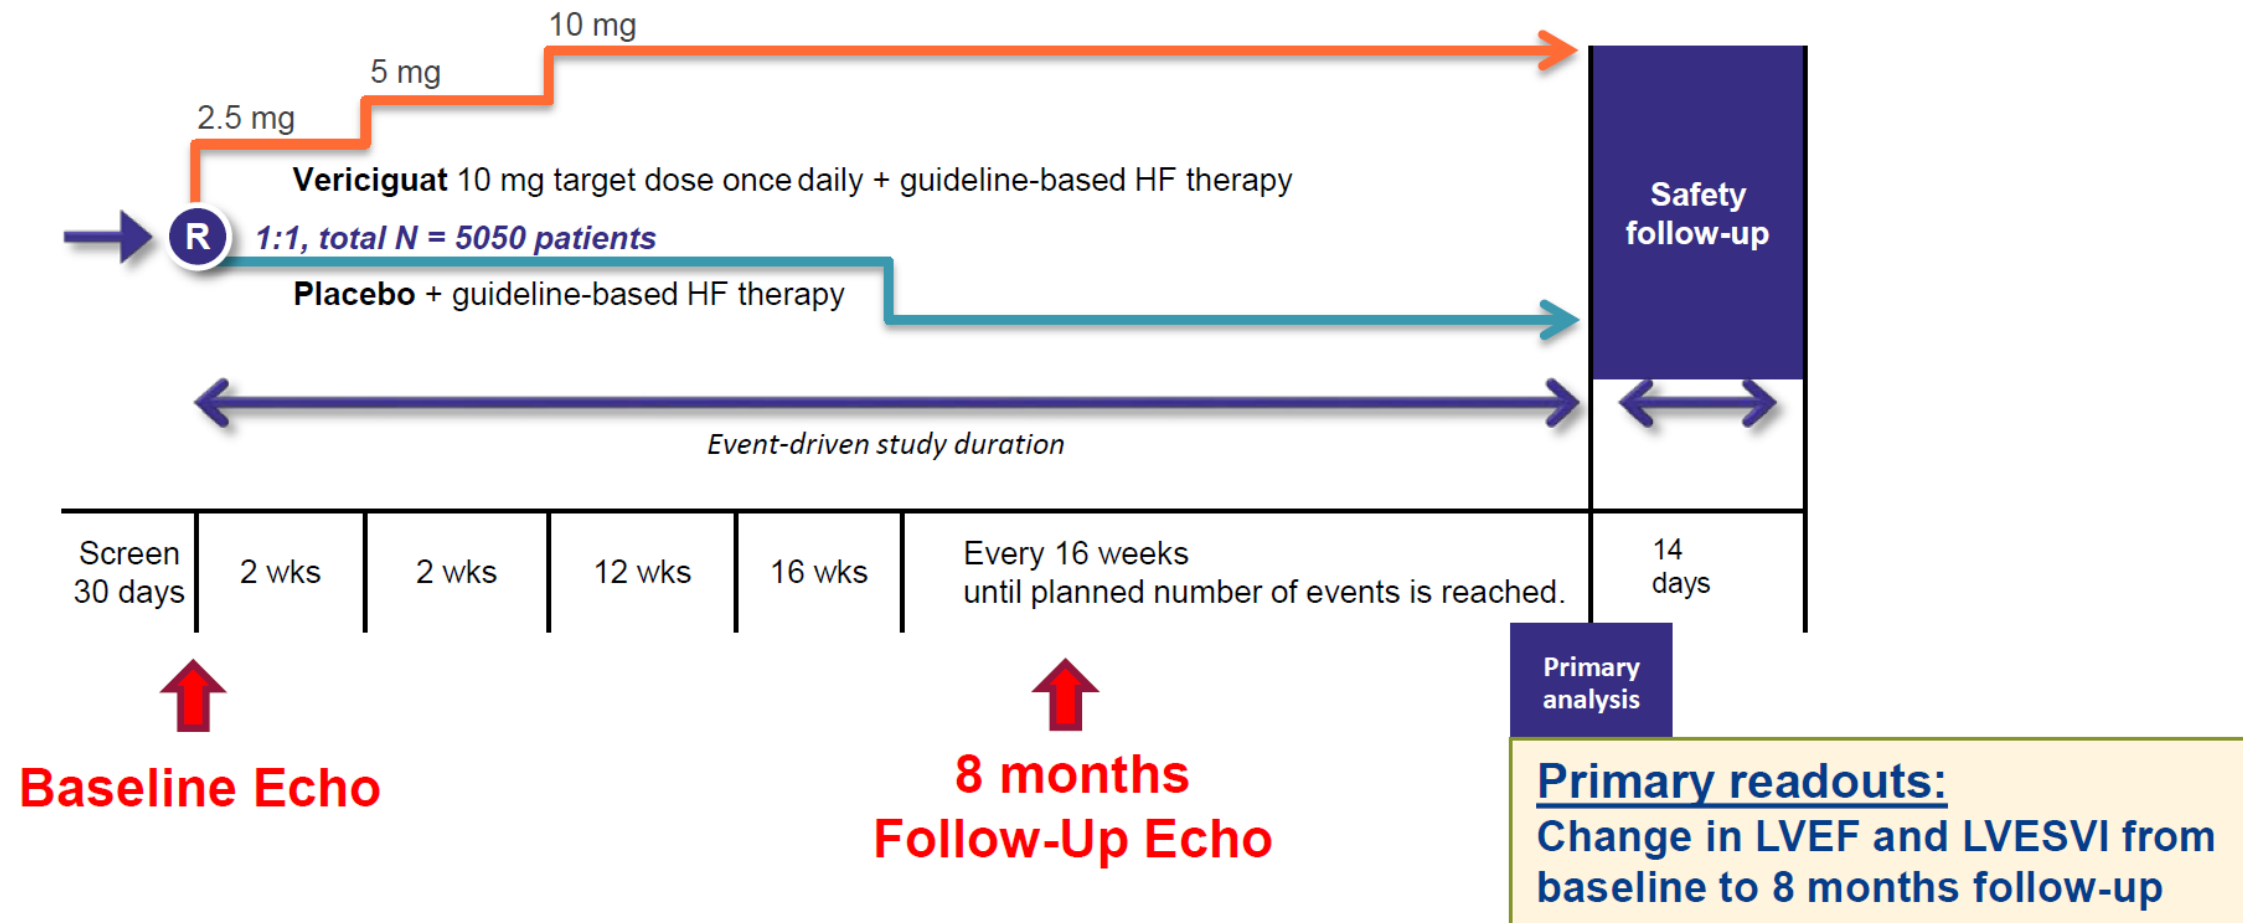 10 mg
5 mg
2.5 mg
Vericiguat 10 mg target dose once daily + guideline-based HF therapy
R
1:1, total N = 5050 patients
Placebo + guideline-based HF therapy
Safety
follow-up
Event-driven study duration
Screen
30 days
2 wks
2 wks
12 wks
16 wks
Every 16 weeks
until planned number of events is reached.
14
days
Primary
analysis
Baseline Echo
8 months
Follow-Up Echo
Primary readouts:
Change in LVEF and LVESVI from
baseline to 8 months follow-up